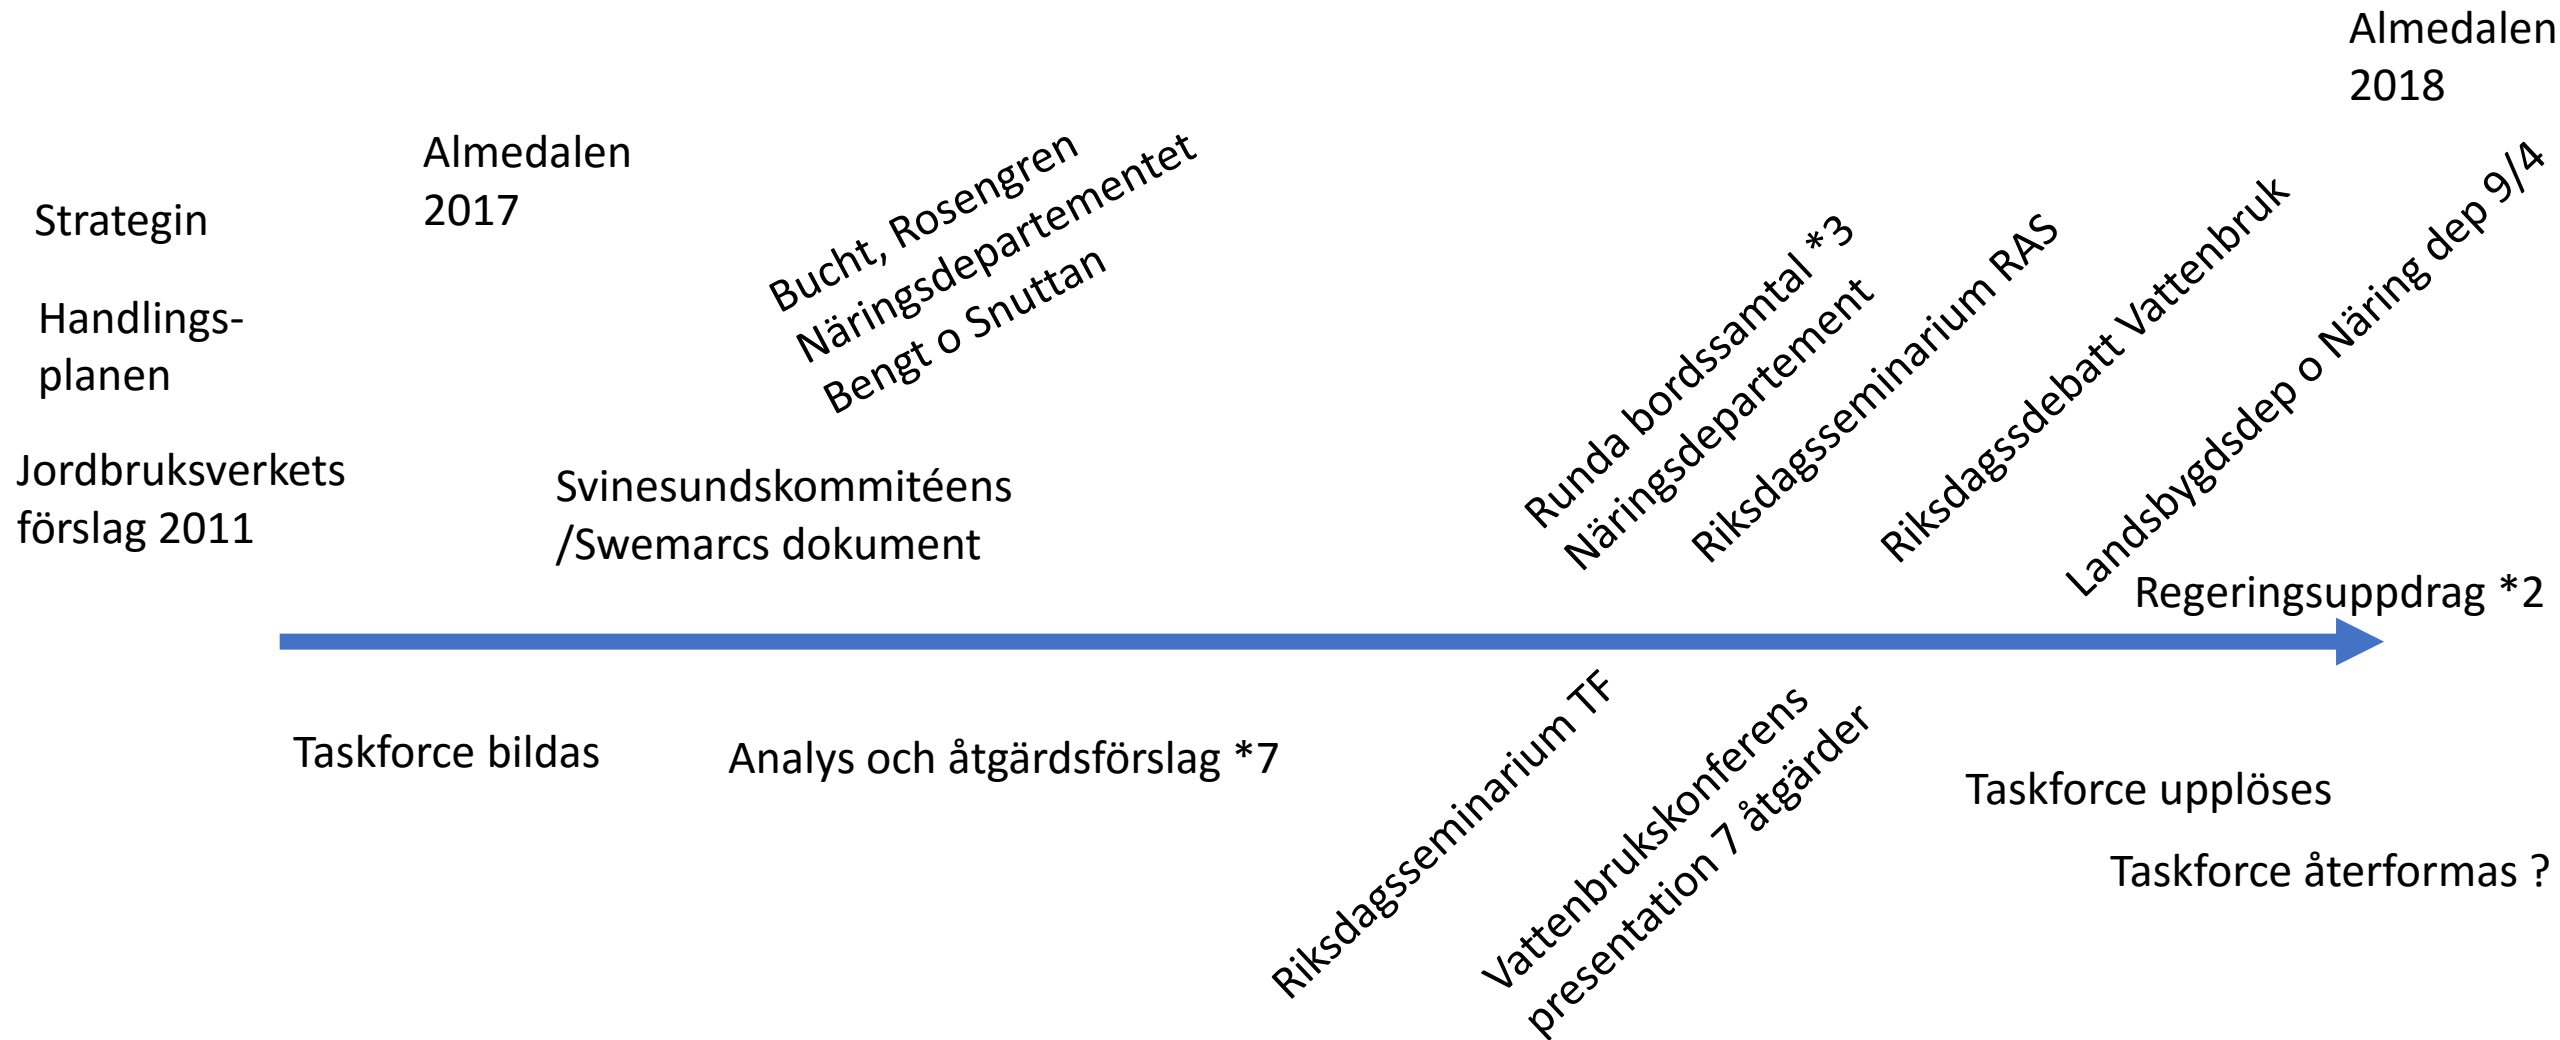 Almedalen
2018
Almedalen
2017
Strategin
Handlings-
planen
Jordbruksverkets
förslag 2011
Svinesundskommitéens
/Swemarcs dokument
Bucht, Rosengren
Näringsdepartementet
Bengt o Snuttan
Runda bordssamtal *3
Näringsdepartement
Riksdagsseminarium RAS
Riksdagssdebatt Vattenbruk
Landsbygdsdep o Näring dep 9/4
Regeringsuppdrag *2
Taskforce bildas
Analys och åtgärdsförslag *7
Riksdagsseminarium TF
Vattenbrukskonferens
presentation 7 åtgärder
Taskforce upplöses
Taskforce återformas ?